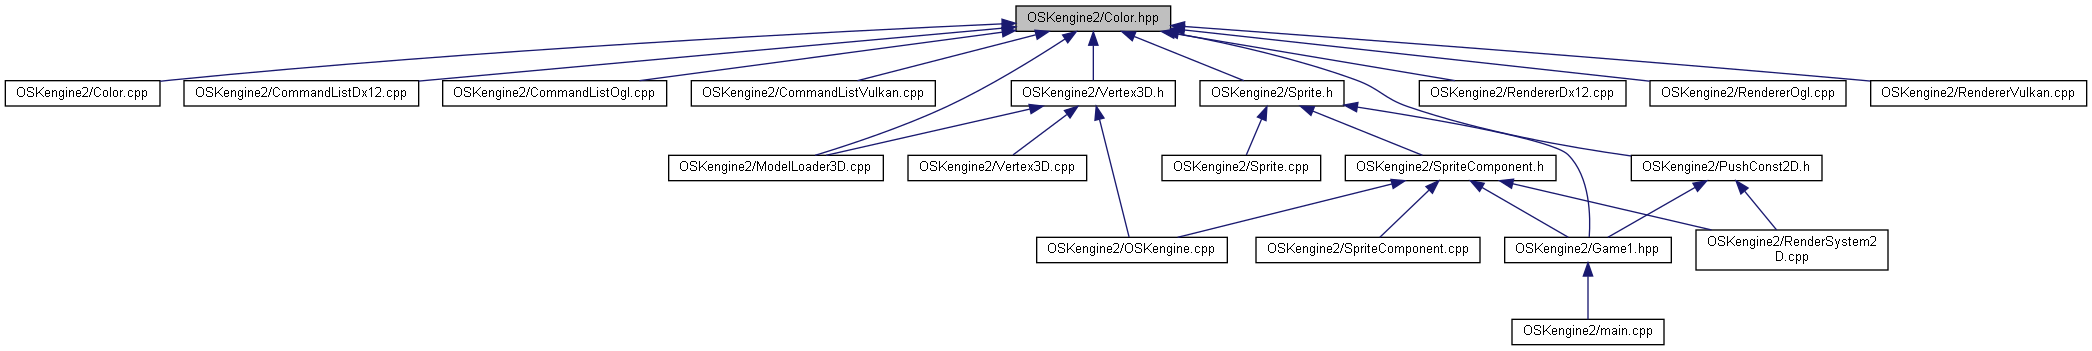 OSKengine2/Color.hpp
OSKengine2/Color.cpp
OSKengine2/CommandListDx12.cpp
OSKengine2/CommandListOgl.cpp
OSKengine2/CommandListVulkan.cpp
OSKengine2/Vertex3D.h
OSKengine2/Sprite.h
OSKengine2/RendererDx12.cpp
OSKengine2/RendererOgl.cpp
OSKengine2/RendererVulkan.cpp
OSKengine2/ModelLoader3D.cpp
OSKengine2/Vertex3D.cpp
OSKengine2/Sprite.cpp
OSKengine2/SpriteComponent.h
OSKengine2/PushConst2D.h
OSKengine2/OSKengine.cpp
OSKengine2/SpriteComponent.cpp
OSKengine2/Game1.hpp
OSKengine2/RenderSystem2
D.cpp
OSKengine2/main.cpp